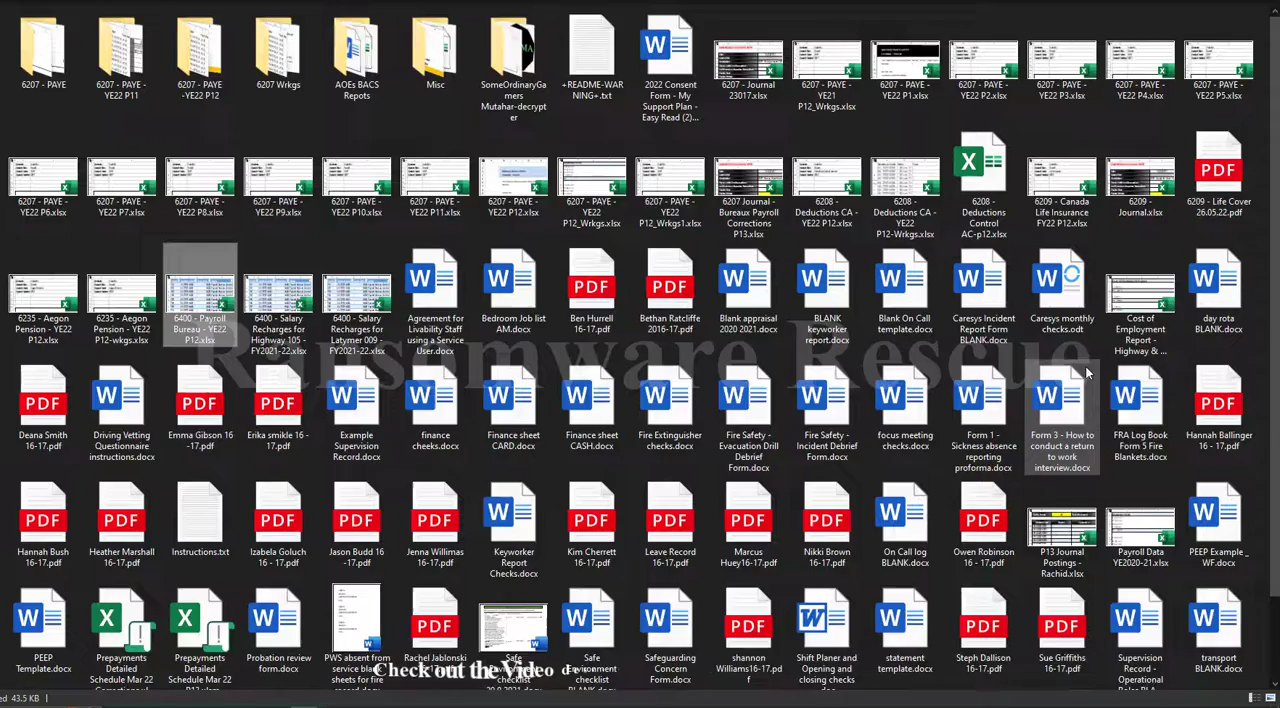 6207 - PAYE
6207 - PAYE -
YE22 P11
6207 - PAYE
-YE22 P12
6207 Wrkgs
AOEs BACS
Repots
Misc
SomeOrdinaryGa
mers
Mutahar-decrypt
er
+README-WAR
NING+.txt
2022 Consent
Form - My
Support Plan -
Easy Read (2)...
6207 - Journal
23017.xlsx
6207 - PAYE -
YE21
P12_Wrkgs.xlsx
6207 - PAYE -
YE22 P1.xlsx
6207 - PAYE -
YE22 P2.xlsx
6207 - PAYE -
YE22 P3.xlsx
6207 - PAYE -
YE22 P4.xlsx
6207 - PAYE -
YE22 P5.xlsx
6207 - PAYE -
YE22 P6.xlsx
6207 - PAYE -
YE22 P7.xlsx
6207 - PAYE -
YE22 P8.xlsx
6207 - PAYE -
YE22 P9.xlsx
6207 - PAYE -
YE22 P10.xlsx
6207 - PAYE -
YE22 P11.xlsx
6207 - PAYE -
YE22 P12.xlsx
6207 - PAYE -
YE22
P12_Wrkgs.xlsx
6207 - PAYE -
YE22
P12_Wrkgs1.xlsx
6207 Journal -
Bureaux Payroll
Corrections
P13.xlsx
6208 -
Deductions CA -
YE22 P12.xlsx
6208 -
Deductions CA -
YE22
P12-Wrkgs.xlsx
6208 -
Deductions
Control
AC-p12.xlsx
6209 - Canada
Life Insurance
FY22 P12.xlsx
6209 -
Journal.xlsx
6209 - Life Cover
26.05.22.pdf
6235 - Aegon
Pension - YE22
P12.xlsx
6235 - Aegon
Pension - YE22
P12-wkgs.xlsx
6400 - Payroll
Bureau - YE22
P12.xlsx
6400 - Salary
Recharges for
Highway 105 -
FY2021-22.xlsx
6400 - Salary
Recharges for
Latymer 009 -
FY2021-22.xlsx
Agreement for
Livability Staff
using a Service
User.docx
Bedroom Job list
AM.docx
Ben Hurrell
16-17.pdf
Bethan Ratcliffe
2016-17.pdf
Blank appraisal
2020 2021.docx
BLANK
keyworker
report.docx
Blank On Call
template.docx
Caresys Incident
Report Form
BLANK.docx
Caresys monthly
checks.odt
Cost of
Employment
Report -
Highway & ...
day rota
BLANK.docx
Ransomware Rescue
Deana Smith
16-17.pdf
Driving Vetting
Questionnaire
instructions.docx
Emma Gibson 16
-17.pdf
Erika smikle 16 -
17.pdf
Example
Supervision
Record.docx
finance
cheeks.docx
Finance sheet
CARD.docx
Finance sheet
CASH.docx
Fire Extinguisher
checks.docx
Fire Safety -
Evacuation Drill
Debrief
Form.docx
Fire Safety -
Incident Debrief
Form.docx
focus meeting
checks.docx
Form 1 -
Sickness absence
reporting
proforma.docx
Form 3 - How to
conduct a return
to work
interview.docx
FRA Log Book
Form 5 Fire
Blankets.docx
Hannah Ballinger
16 - 17.pdf
Hannah Bush
16-17.pdf
Heather Marshall
16-17.pdf
Instructions.txt
Izabela Goluch
16 - 17.pdf
Jason Budd 16
-17.pdf
Jenna Willimas
16-17.pdf
Keyworker
Report
Checks.docx
Kim Cherrett
16-17.pdf
Leave Record
16-17.pdf
Marcus
Huey16-17.pdf
Nikki Brown
16-17.pdf
On Call log
BLANK.docx
Owen Robinson
16 - 17.pdf
P13 Journal
Postings -
Rachid.xlsx
Payroll Data
YE2020-21.xlsx
PEEP Example _
WF.docx
PEEP
Template.docx
Prepayments
Detailed
Schedule Mar 22
Prepayments
Detailed
Schedule Mar 22
Probation review
form.docx
PWS absent from
service blank
sheets for fire
Rachel Jablonski
Safe
checklist
Safe
Environment
checklist
Safeguarding
Concern
Form.docx
shannon
Williams16-17.pd
f
Shift Planer and
Opening and
closing checks
statement
template.docx
Steph Dallison
16-17.pdf
Sue Griffiths
16-17.pdf
Supervision
Record -
Operational
transport
BLANK.docx
Check out the video
43.5 KB